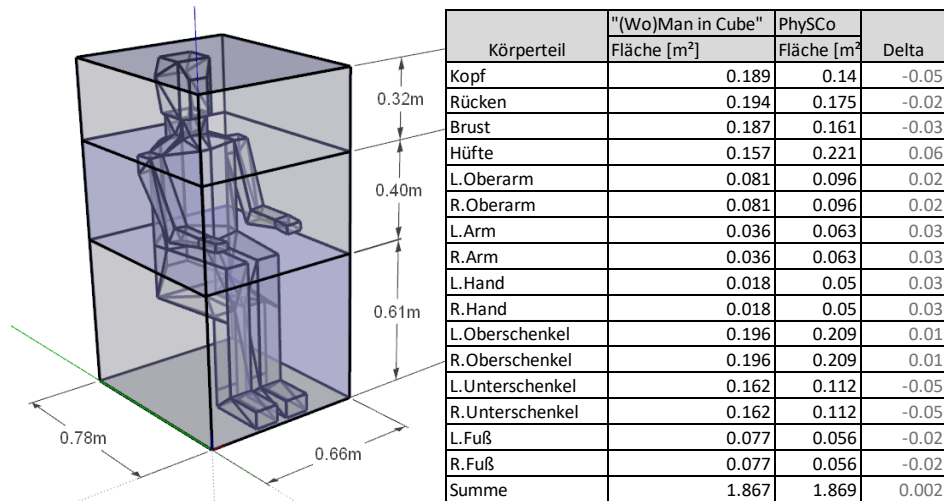 0.32m
0.40m
0.61m
0.78m
0.66m
"(Wo)Man in Cube" PhySCo
Körperteil Fläche [m²] Fläche [m² Delta
Kopf 0.189 0.14 -0.05
Rücken 0.194 0.175 -0.02
Brust 0.187 0.161 -0.03
Hüfte 0.157 0.221 0.06
L.Oberarm 0.081 0.096 0.02
R.Oberarm 0.081 0.096 0.02
L.Arm 0.036 0.063 0.03
R.Arm 0.036 0.063 0.03
L.Hand 0.018 0.05 0.03
R.Hand 0.018 0.05 0.03
L.Oberschenkel 0.196 0.209 0.01
R.Oberschenkel 0.196 0.209 0.01
L.Unterschenkel 0.162 0.112 -0.05
R.Unterschenkel 0.162 0.112 -0.05
L.Fuß 0.077 0.056 -0.02
R.Fuß 0.077 0.056 -0.02
Summe 1.867 1.869 0.002